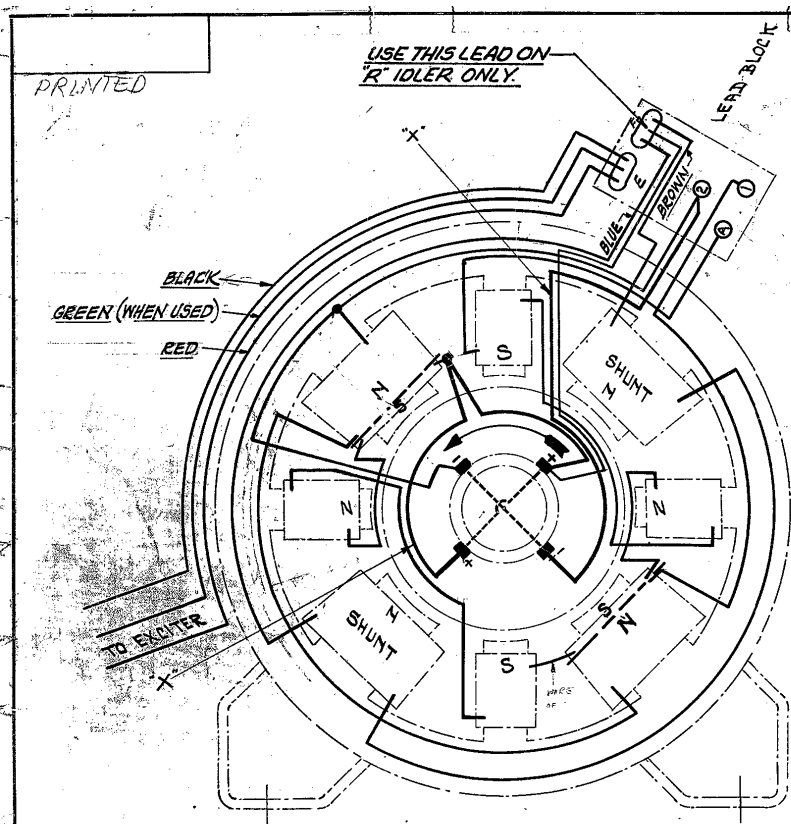 PRINTED
USE THIS LEAD ON
"R" IDLER ONLY.
LEAD BLOCK
"X"
E
BLUE
BROWN
2
1
A
BLACK
GREEN (WHEN USED)
RED
S
SHUNT
N
N
S
- +
N
N
+ -
TO EXCITER
"X"
N
SHUNT
S
S
N